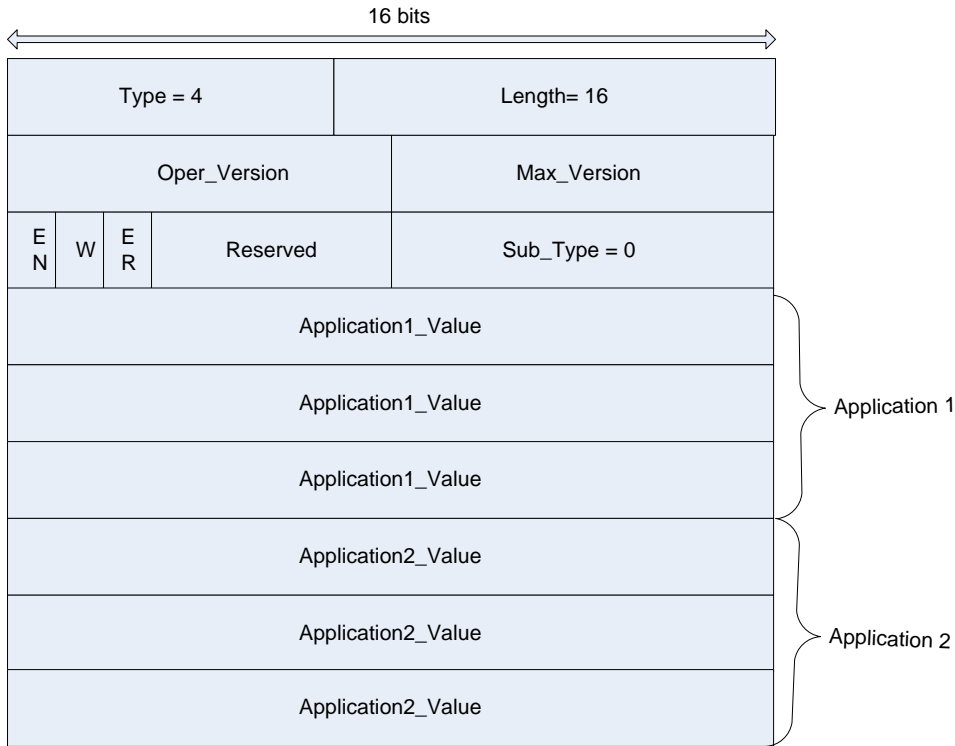 16 bits
Type = 4
Length= 16
Oper_Version
Max_Version
E
N
W
E
R
Reserved
Sub_Type = 0
Application1_Value
Application1_Value
Application 1
Application1_Value
Application2_Value
Application2_Value
Application 2
Application2_Value